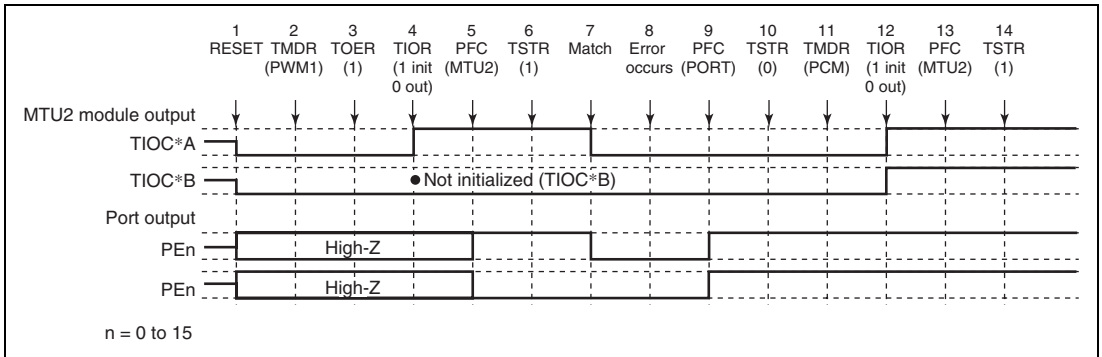 1 2 3 4 5 6 7 8 9 10 11 12 13 14
RESET TMDR TOER TIOR PFC TSTR Match Error PFC TSTR TMDR TIOR PFC TSTR
(PWM1) (1) (1 init (MTU2) (1) occurs (PORT) (0) (PCM) (1 init (MTU2) (1)
0 out) 0 out)
MTU2 module output
TIOC*A
TIOC*B
●Not initialized (TIOC*B)
Port output
PEn
High-Z
PEn
High-Z
n = 0 to 15